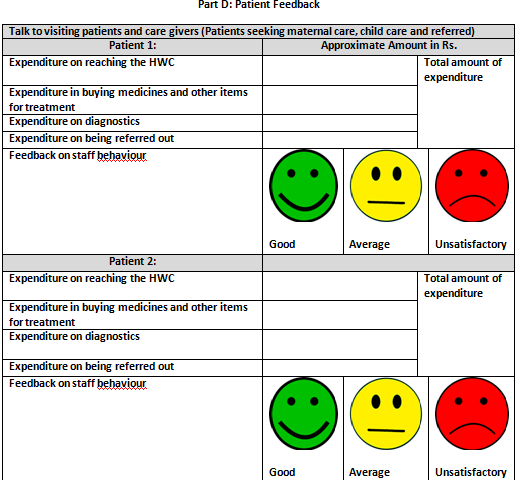 Part D: Patient Feedback
Talk to visiting patients and care givers (Patients seeking maternal care, child care and referred)
Patient 1:
Approximate Amount in Rs.
Expenditure on reaching the HWC
Total amount of
expenditure
Expenditure in buying medicines and other items
for treatment
Expenditure on diagnostics
Expenditure on being referred out
Feedback on staff behaviour
Good
Average
Unsatisfactory
Patient 2:
Expenditure on reaching the HWC
Total amount of
expenditure
Expenditure in buying medicines and other items
for treatment
Expenditure on diagnostics
Expenditure on being referred out
Feedback on staff behaviour
Good
Average
Unsatisfactory